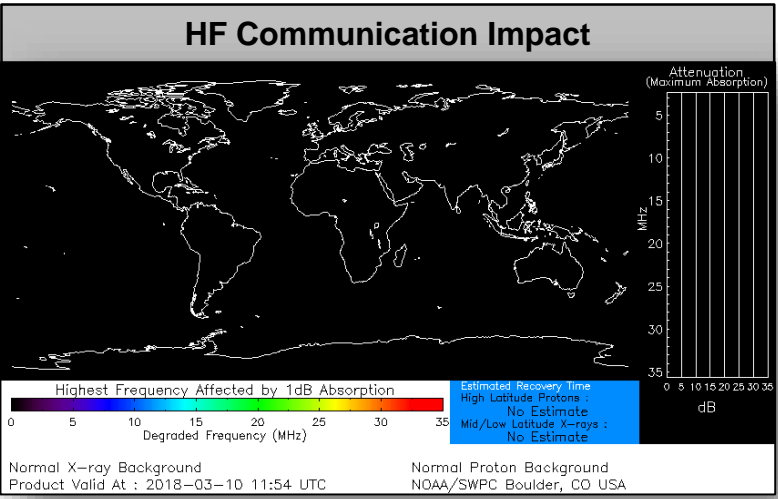 HF Communication Impact
Attenuation
(Maximum Absorption)
5
10
15
20
25
30
35
MHz
0 5 10 15 20 25 30 35
dB
Highest Frequency Affected by 1dB Absorption
0 5 10 15 20 25 30 35
Degraded Frequency (MHz)
Estimated Recovery Time
High Latitude Protons :
No Estimate
Mid/Low Latitude X-rays :
No Estimate
Normal X-ray Background
Normal Proton Background
Product Valid At : 2018-03-10 11:54 UTC
NOAA/SWPC Boulder, CO USA